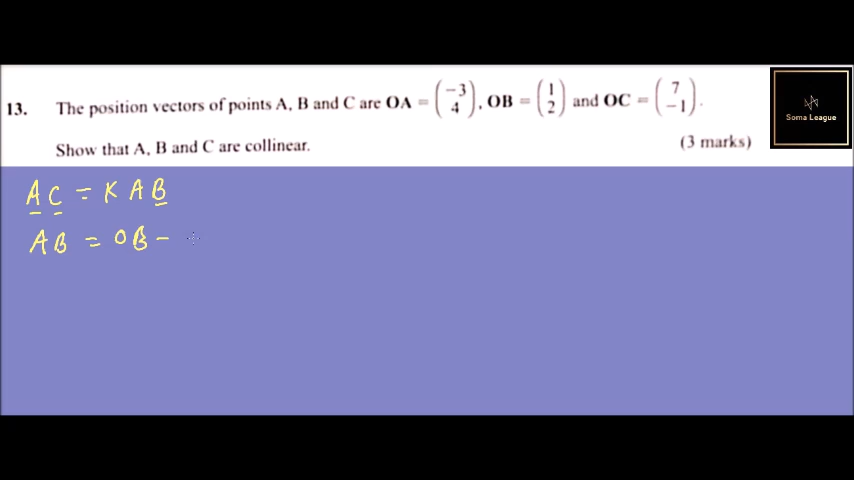 13. The position vectors of points A, B and C are OA = (-3 4), OB = (1 2) and OC = (7 -1).
Soma League
Show that A, B and C are collinear. (3 marks)
AC = KAB
AB = OB -